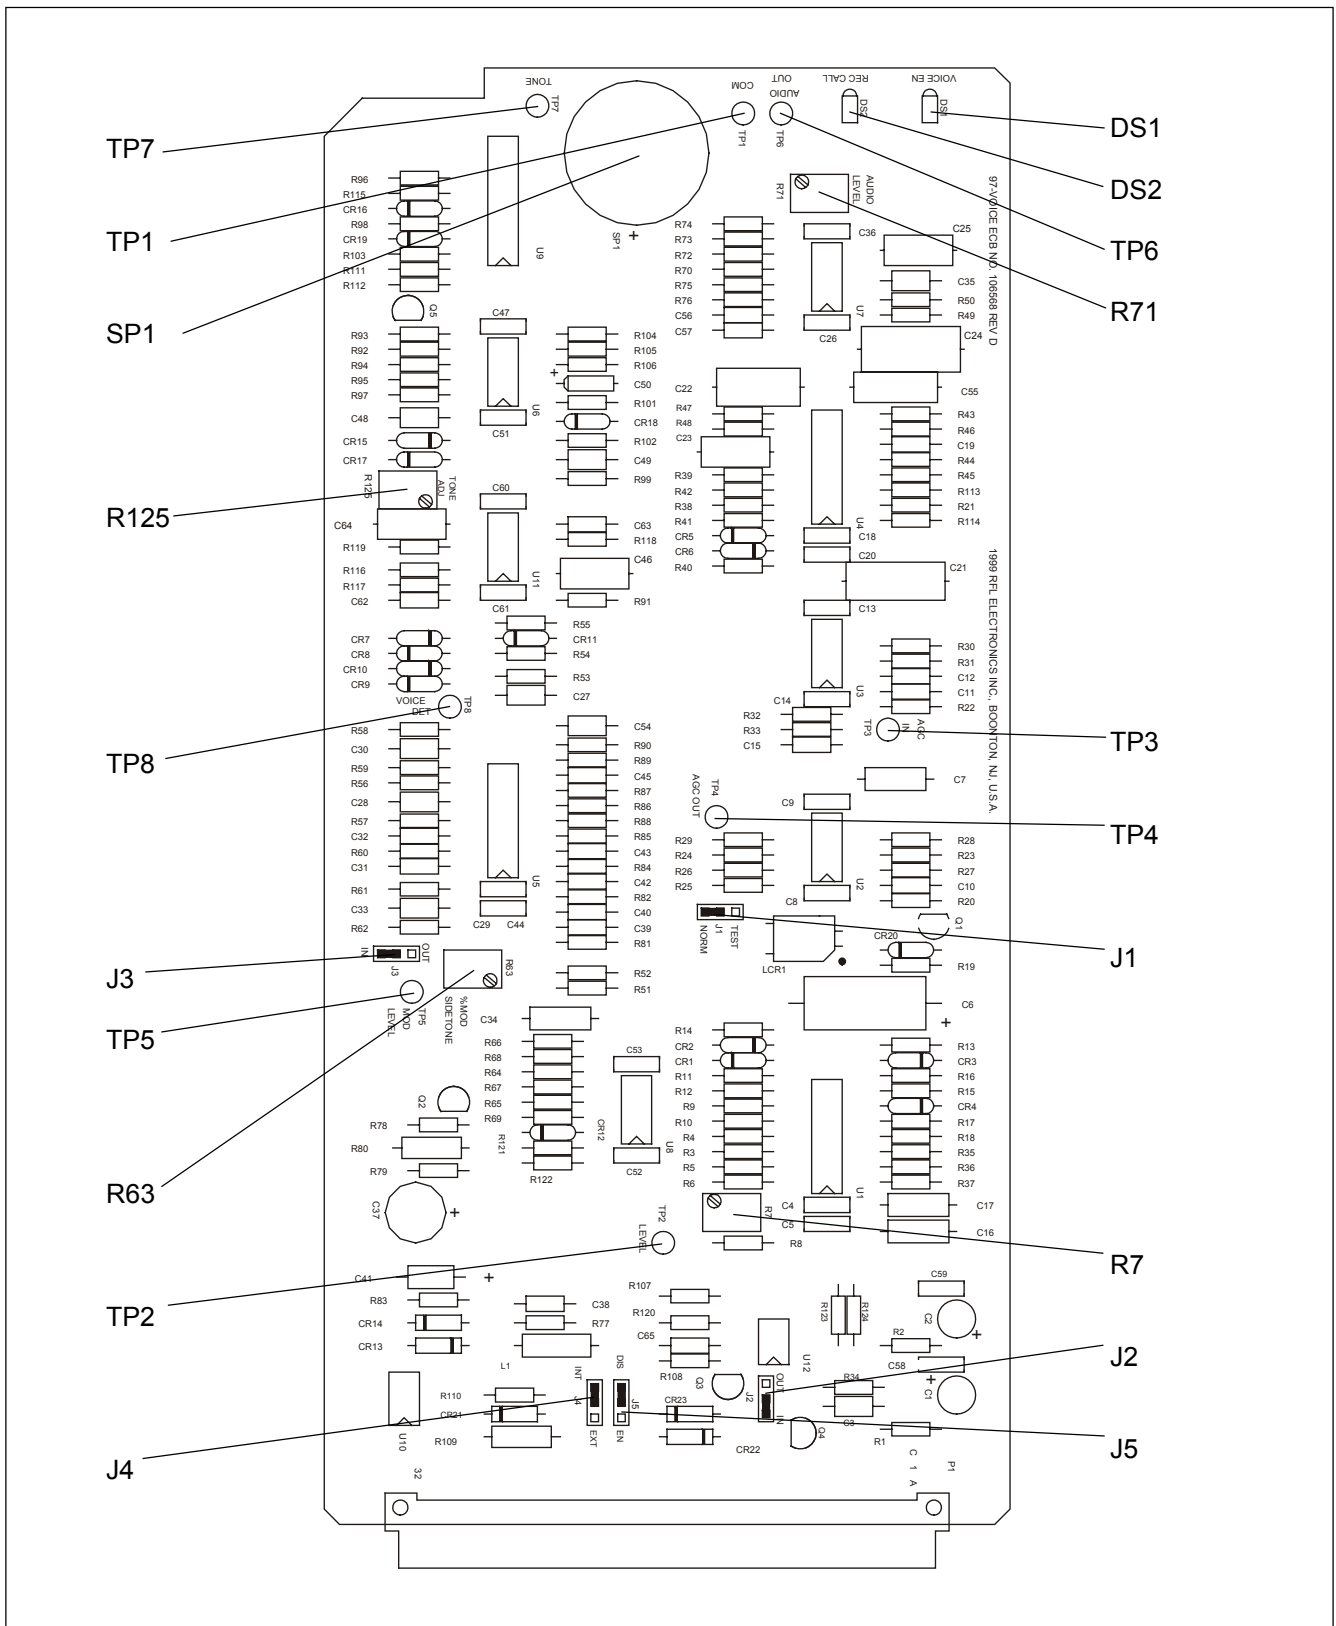 TONE
TP7
COM
TP1
AUDIO
OUT
TP6
REC CALL
DS2
VOICE EN
DS1
TP7
TP1
SP1
R125
TP8
J3
TP5
R63
TP2
J4
DS1
DS2
TP6
R71
TP3
TP4
J1
R7
J2
J5
97-VOICE ECB NO. 106568 REV D
1999 RFL ELECTRONICS INC., BOONTON, NJ, U.S.A.
R96
R115
CR16
R98
CR19
R103
R111
R112
Q5
U9
SP1
+
R71
AUDIO
LEVEL
R74
R73
R72
R70
R75
R76
C56
C57
C36
U7
C26
C25
C35
R50
R49
C24
C55
R93
R92
R94
R95
R97
C48
CR15
CR17
R125
TONE
ADJ
C64
R119
R116
R117
C62
C47
U6
C51
C60
U11
C61
R104
R105
R106
+
C50
R101
CR18
R102
C49
R99
C63
R118
C46
R91
C22
R47
R48
C23
R39
R42
R38
R41
CR5
CR6
R40
U4
C18
C20
C21
C13
R43
R46
C19
R44
R45
R113
R21
R114
CR7
CR8
CR10
CR9
VOICE
DET
TP8
R55
CR11
R54
R53
C27
U3
C14
R32
R33
C15
R30
R31
C12
C11
R22
TP3
AGC
IN
R58
C30
R59
R56
C28
R57
C32
R60
C31
R61
C33
R62
U5
C29
C44
C54
R90
R89
C45
R87
R86
R88
R85
C43
R84
C42
R82
C40
C39
R81
R52
R51
TP4
AGC OUT
C7
C9
U2
C8
R29
R24
R26
R25
R28
R23
R27
C10
R20
Q1
CR20
R19
J1
NORM
TEST
LCR1
C6
+
IN
OUT
J3
TP5
MOD
LEVEL
R63
%MOD
SIDETONE
C34
R66
R68
R64
R67
R65
R69
R121
CR12
R122
C53
U8
C52
R14
CR2
CR1
R11
R12
R9
R10
R4
R3
R5
R6
R13
CR3
R16
R15
CR4
R17
R18
R35
R36
R37
U1
C4
C5
C17
C16
R7
R8
Q2
R78
R80
R79
C37
+
TP2
LEVEL
C41
+
R83
CR14
CR13
C38
R77
L1
R107
R120
C65
R108
U12
R123
R124
C59
C2
+
R2
C58
+
C1
U10
32
R110
CR21
R109
INT
J4
EXT
DIS
J5
EN
CR23
CR22
Q3
J2
OUT
IN
Q4
R34
C3
R1
C 1 A
P1